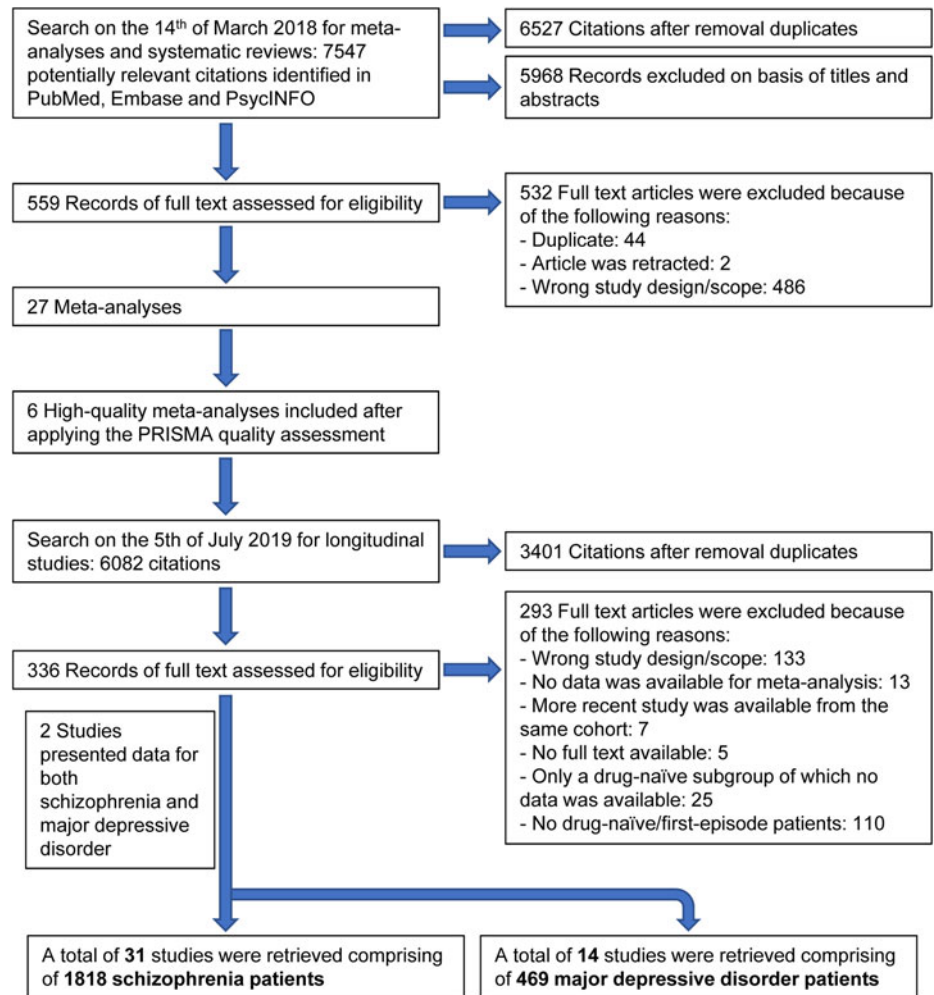 Search on the 14th of March 2018 for meta-
analyses and systematic reviews: 7547
potentially relevant citations identified in
PubMed, Embase and PsycINFO
6527 Citations after removal duplicates
5968 Records excluded on basis of titles and
abstracts
559 Records of full text assessed for eligibility
532 Full text articles were excluded because
of the following reasons:
- Duplicate: 44
- Article was retracted: 2
- Wrong study design/scope: 486
27 Meta-analyses
6 High-quality meta-analyses included after
applying the PRISMA quality assessment
Search on the 5th of July 2019 for longitudinal
studies: 6082 citations
3401 Citations after removal duplicates
336 Records of full text assessed for eligibility
293 Full text articles were excluded because
of the following reasons:
- Wrong study design/scope: 133
- No data was available for meta-analysis: 13
- More recent study was available from the
same cohort: 7
- No full text available: 5
- Only a drug-naïve subgroup of which no
data was available: 25
- No drug-naïve/first-episode patients: 110
2 Studies
presented data for
both
schizophrenia and
major depressive
disorder
A total of 31 studies were retrieved comprising
of 1818 schizophrenia patients
A total of 14 studies were retrieved comprising
of 469 major depressive disorder patients